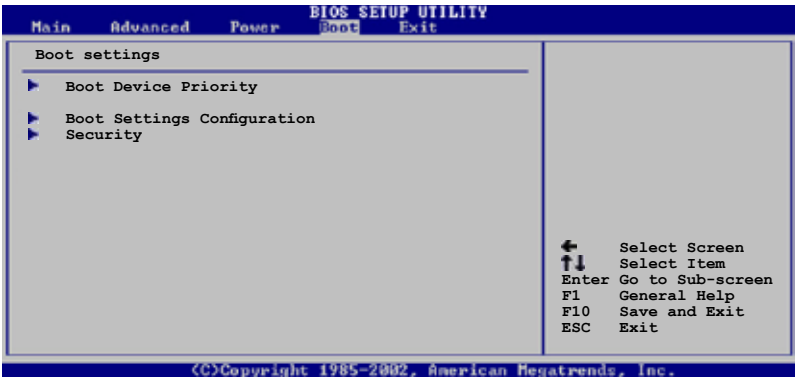 BIOS SETUP UTILITY
Main Advanced Power Boot Exit
Boot settings
Boot Device Priority
Boot Settings Configuration
Security
Select Screen
Select Item
Enter Go to Sub-screen
F1 General Help
F10 Save and Exit
ESC Exit
(C)Copyright 1985-2002, American Megatrends, Inc.